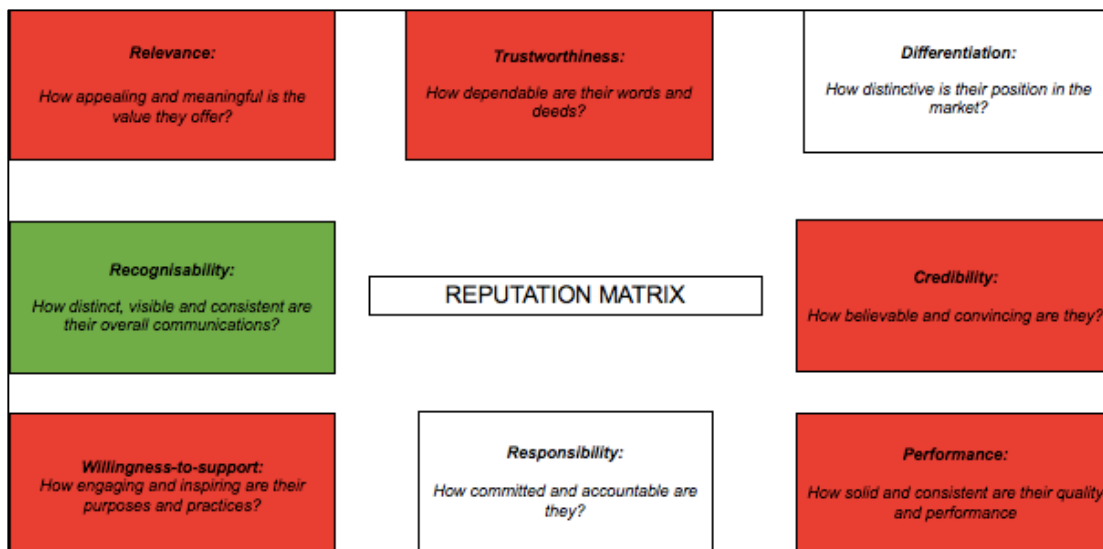 Relevance:
How appealing and meaningful is the
value they offer?
Trustworthiness:
How dependable are their words and
deeds?
Differentiation:
How distinctive is their position in the
market?
Recognisability:
How distinct, visible and consistent are
their overall communications?
REPUTATION MATRIX
Credibility:
How believable and convincing are they?
Willingness-to-support:
How engaging and inspiring are their
purposes and practices?
Responsibility:
How committed and accountable are
they?
Performance:
How solid and consistent are their quality
and performance